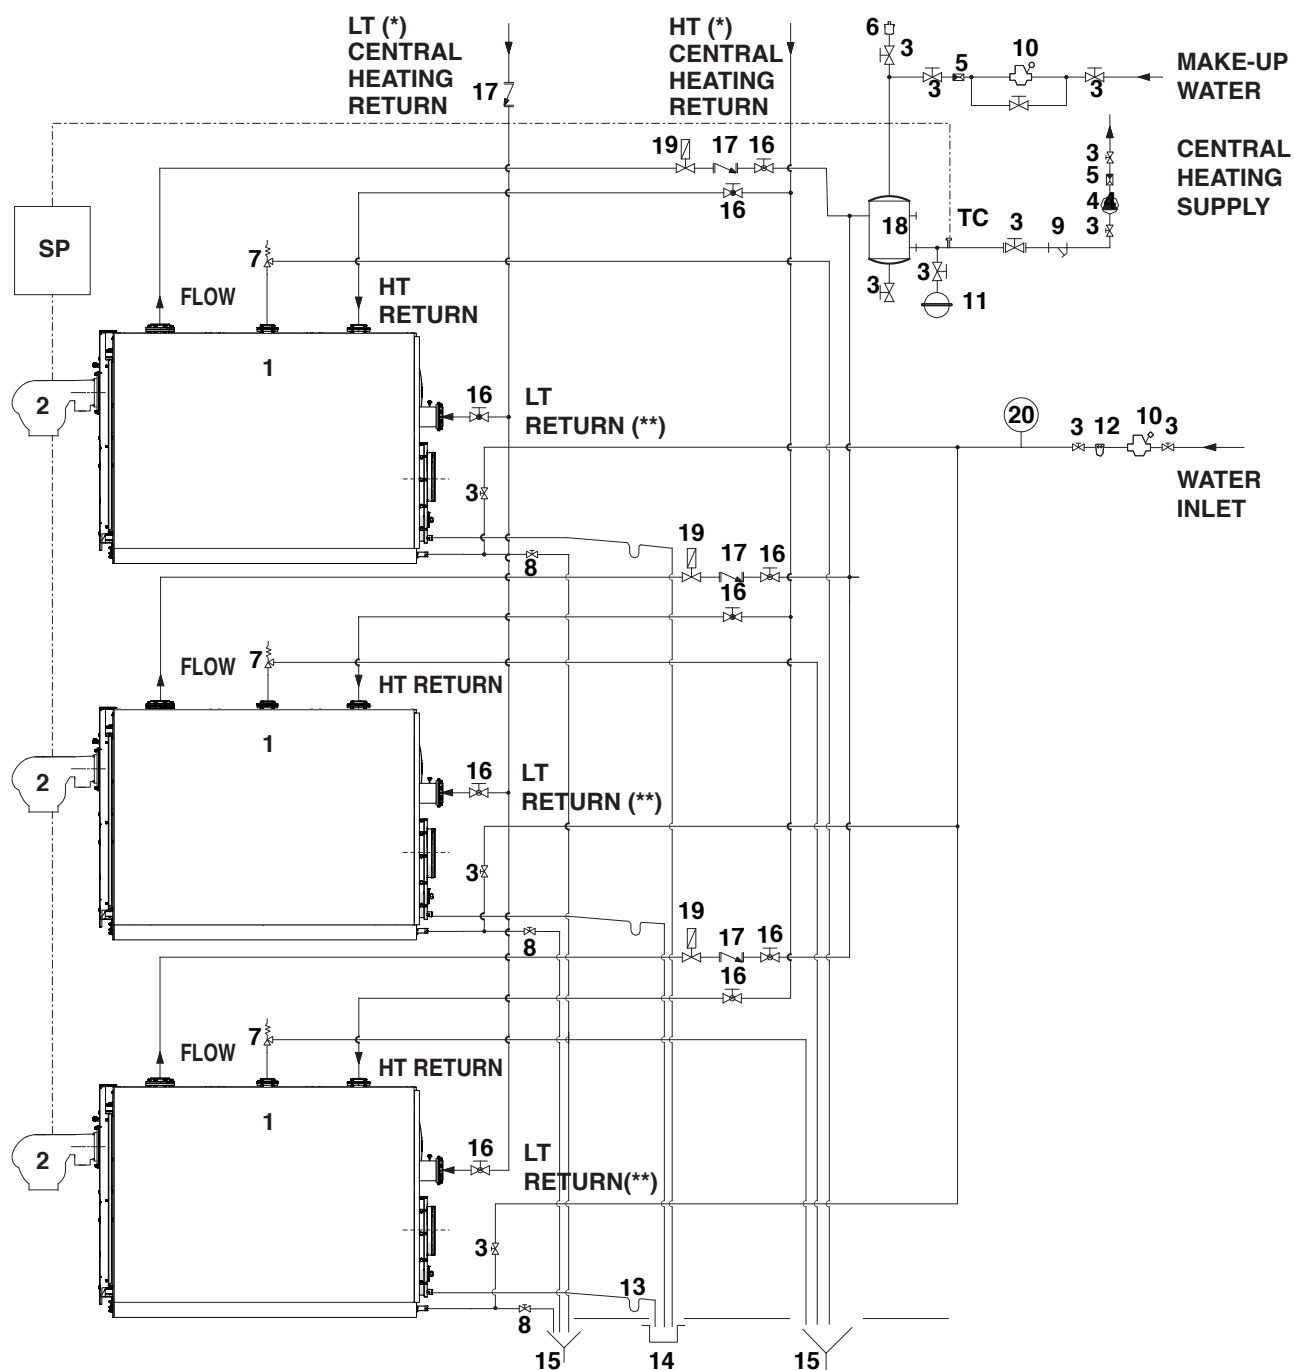 LT (*)
CENTRAL
HEATING
RETURN
17
HT (*)
CENTRAL
HEATING
RETURN
6
3
5
10
3
3
MAKE-UP
WATER
19
17
16
16
3
5
4 4
3
CENTRAL
HEATING
SUPPLY
18
TC
3
9
3
3
11
SP
7
FLOW
HT
RETURN
1
2
16
LT
RETURN (**)
20
3
12
10
3
WATER
INLET
3
8
19
17
16
16
7
FLOW
HT RETURN
1
2
16
LT
RETURN (**)
3
8
19
17
16
16
7
FLOW
HT RETURN
1
2
16
LT
RETURN(**)
3
13
8
15
14
15